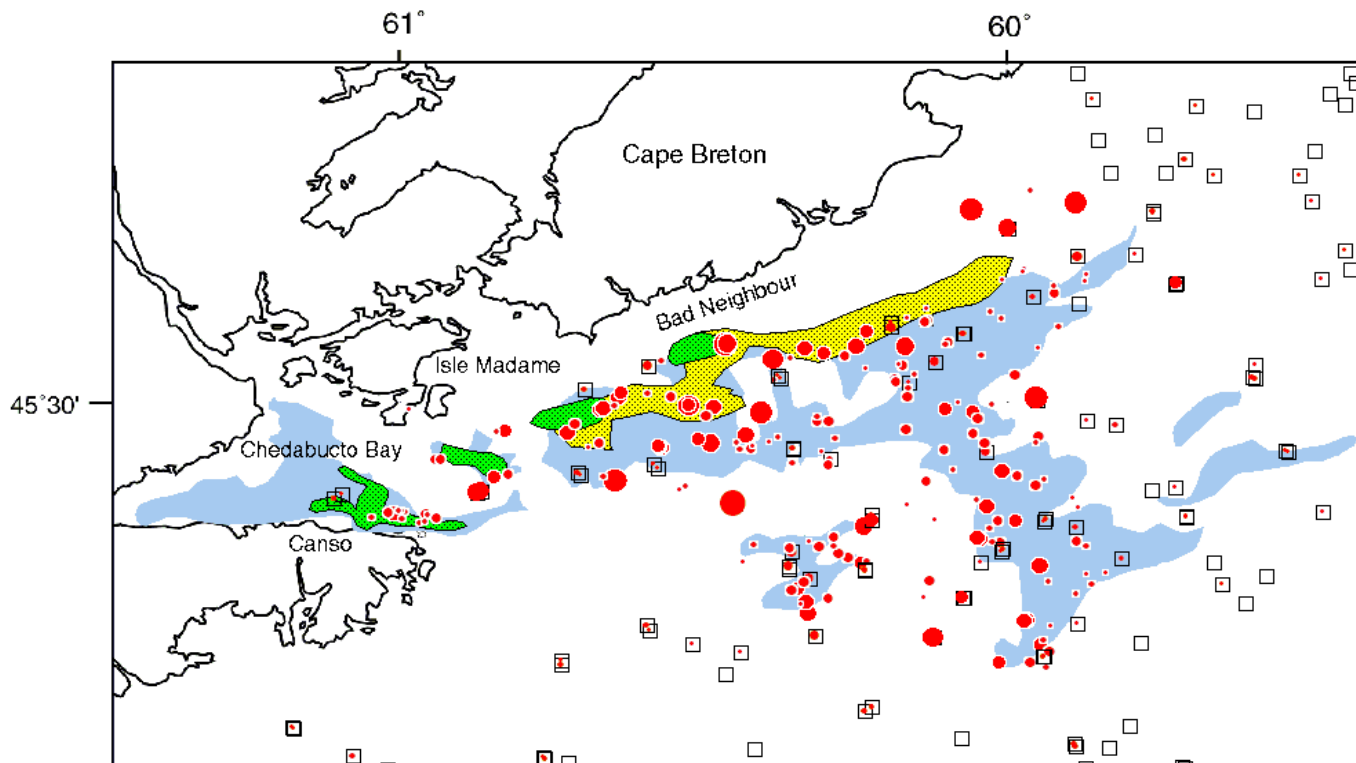 61°
60°
Cape Breton
Bad Neighbour
Isle Madame
45°30'
Chedabucto Bay
Canso